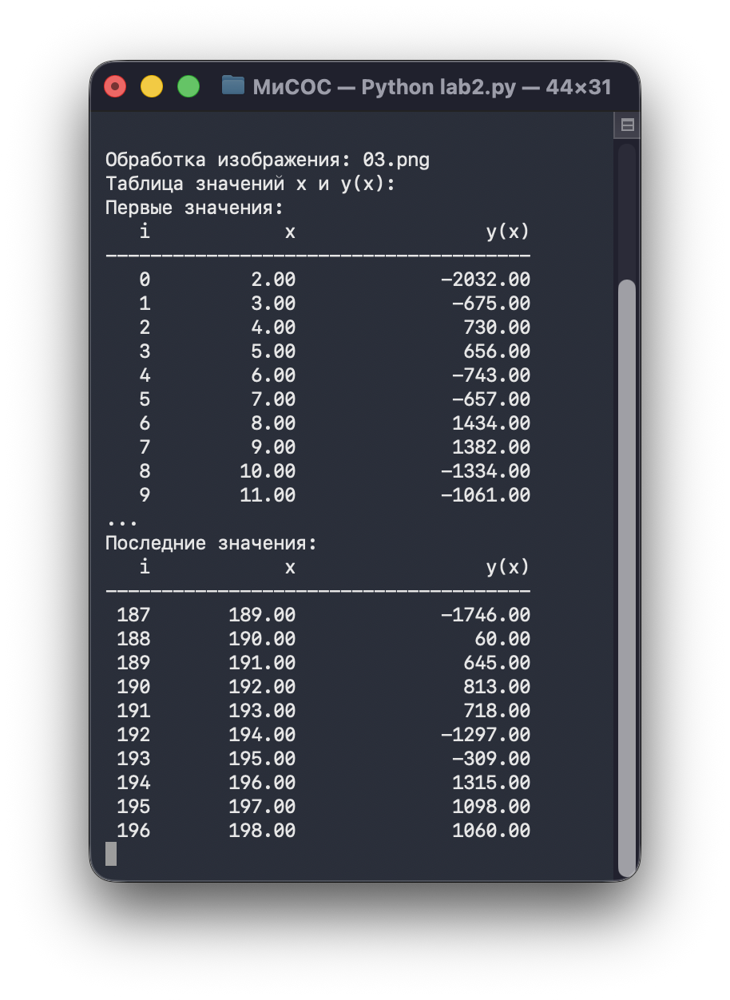 МиСОС — Python lab2.py — 44×31
Обработка изображения: 03.png
Таблица значений x и y(x):
Первые значения:
   i            x                 y(x)
--------------------------------------
   0         2.00             -2032.00
   1         3.00              -675.00
   2         4.00               730.00
   3         5.00               656.00
   4         6.00              -743.00
   5         7.00              -657.00
   6         8.00              1434.00
   7         9.00              1382.00
   8        10.00             -1334.00
   9        11.00             -1061.00
...
Последние значения:
   i            x                 y(x)
--------------------------------------
 187       189.00             -1746.00
 188       190.00                60.00
 189       191.00               645.00
 190       192.00               813.00
 191       193.00               718.00
 192       194.00             -1297.00
 193       195.00              -309.00
 194       196.00              1315.00
 195       197.00              1098.00
 196       198.00              1060.00